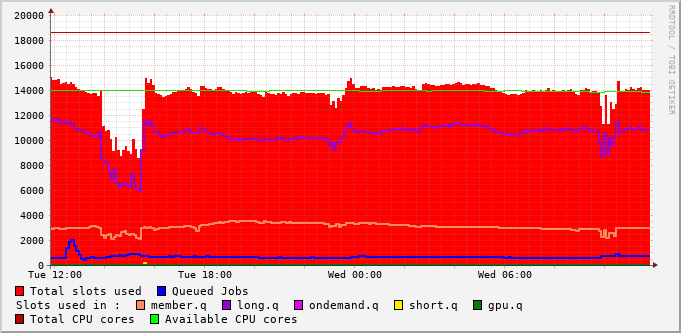 20000
18000
16000
14000
12000
10000
8000
6000
4000
2000
0
Tue 12:00 Tue 18:00 Wed 00:00 Wed 06:00
RRDTOOL / TOBI OETIKER
Total slots used Queued Jobs
Slots used in : member.q long.q ondemand.q short.q gpu.q
Total CPU cores Available CPU cores